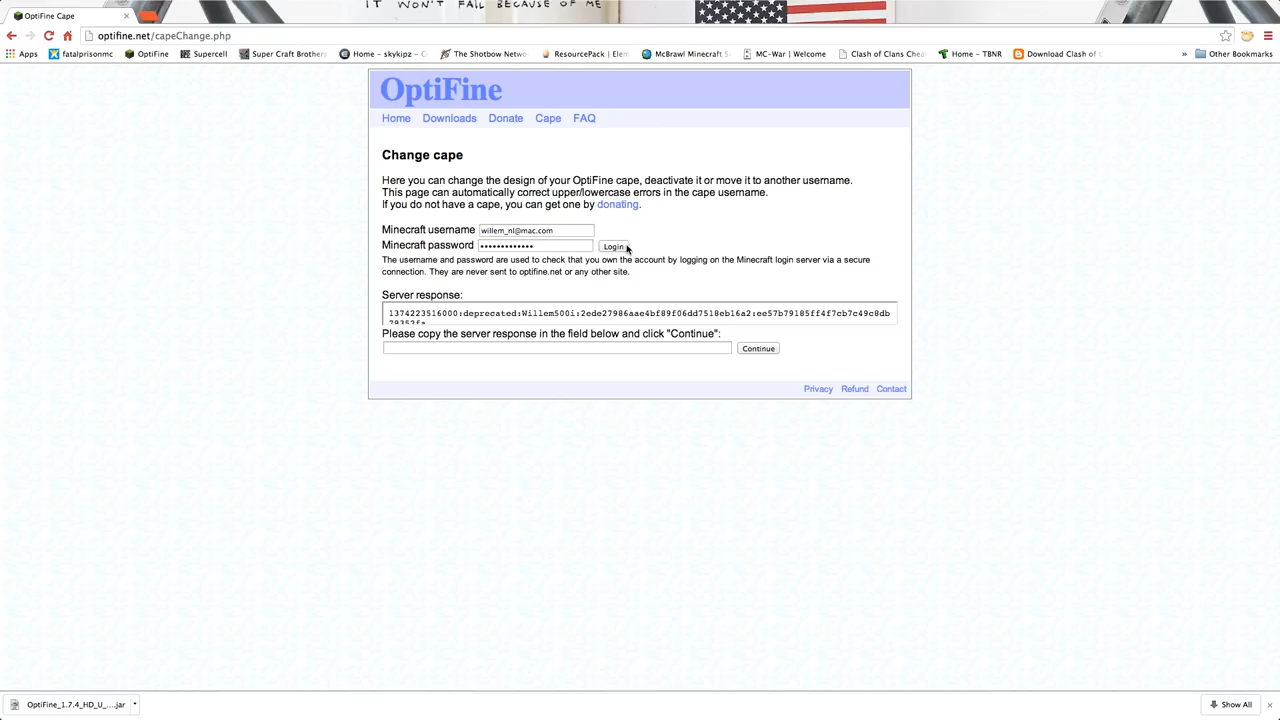 IT WON'T FAIL BECAUSE OF ME
OptiFine Cape
optifine.net/capeChange.php
Apps fatalprisonmc OptiFine Supercell Super Craft Brothers Home – skykipz – The Shotbow Netwo ResourcePack | Elem McBrawl Minecraft S MC-War | Welcome Clash of Clans Chea Home – TBNR Download Clash of » Other Bookmarks
OptiFine
Home Downloads Donate Cape FAQ
Change cape
Here you can change the design of your OptiFine cape, deactivate it or move it to another username.
This page can automatically correct upper/lowercase errors in the cape username.
If you do not have a cape, you can get one by donating.
Minecraft username willem_nl@mac.com
Minecraft password ••••••••••••• Login
The username and password are used to check that you own the account by logging on the Minecraft login server via a secure
connection. They are never sent to optifine.net or any other site.
Server response:
1374223516000:deprecated:Willem500i:2ede27986aae4bf89f06dd7518eb16a2:ee57b79185ff4f7cb7c49c8db
Please copy the server response in the field below and click "Continue":
Continue
Privacy Refund Contact
OptiFine_1.7.4_HD_U_....jar Show All